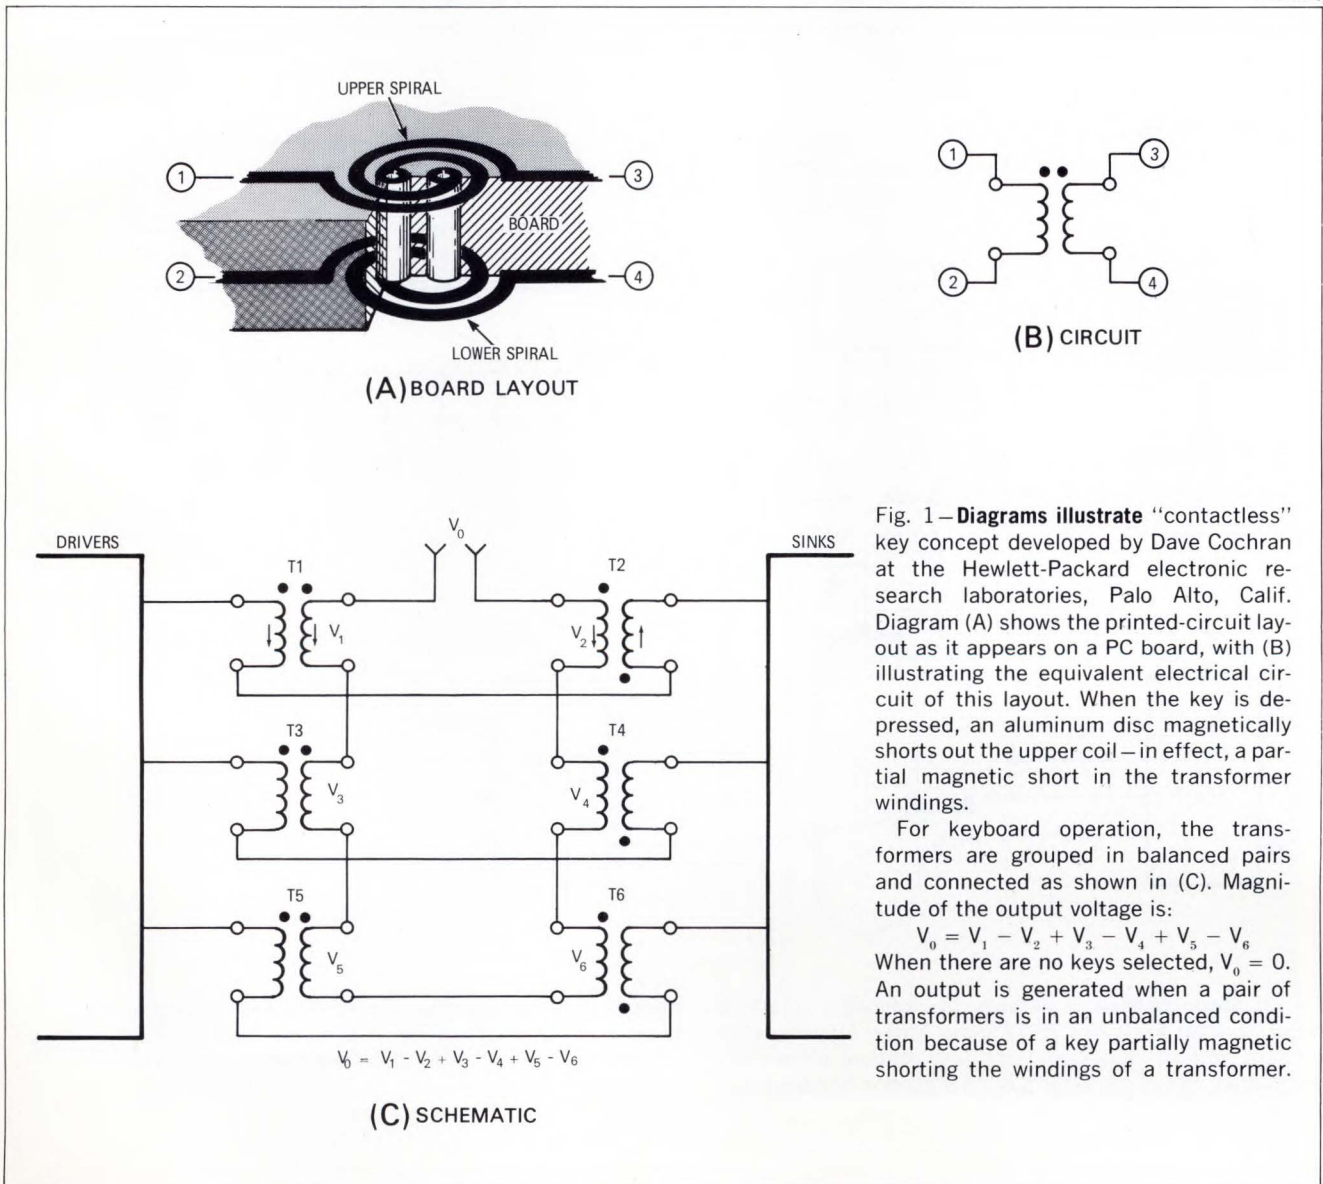 UPPER SPIRAL
1
3
BOARD
2
4
LOWER SPIRAL
(A) BOARD LAYOUT
1
3
2
4
(B) CIRCUIT
DRIVERS
V₀
SINKS
T1
T2
V₁
V₂
T3
T4
V₃
V₄
T5
T6
V₅
V₆
V₀ = V₁ - V₂ + V₃ - V₄ + V₅ - V₆
(C) SCHEMATIC
Fig. 1—Diagrams illustrate "contactless"
key concept developed by Dave Cochran
at the Hewlett-Packard electronic re-
search laboratories, Palo Alto, Calif.
Diagram (A) shows the printed-circuit lay-
out as it appears on a PC board, with (B)
illustrating the equivalent electrical cir-
cuit of this layout. When the key is de-
pressed, an aluminum disc magnetically
shorts out the upper coil—in effect, a par-
tial magnetic short in the transformer
windings.
For keyboard operation, the trans-
formers are grouped in balanced pairs
and connected as shown in (C). Magni-
tude of the output voltage is:
V₀ = V₁ − V₂ + V₃ − V₄ + V₅ − V₆
When there are no keys selected, V₀ = 0.
An output is generated when a pair of
transformers is in an unbalanced condi-
tion because of a key partially magnetic
shorting the windings of a transformer.